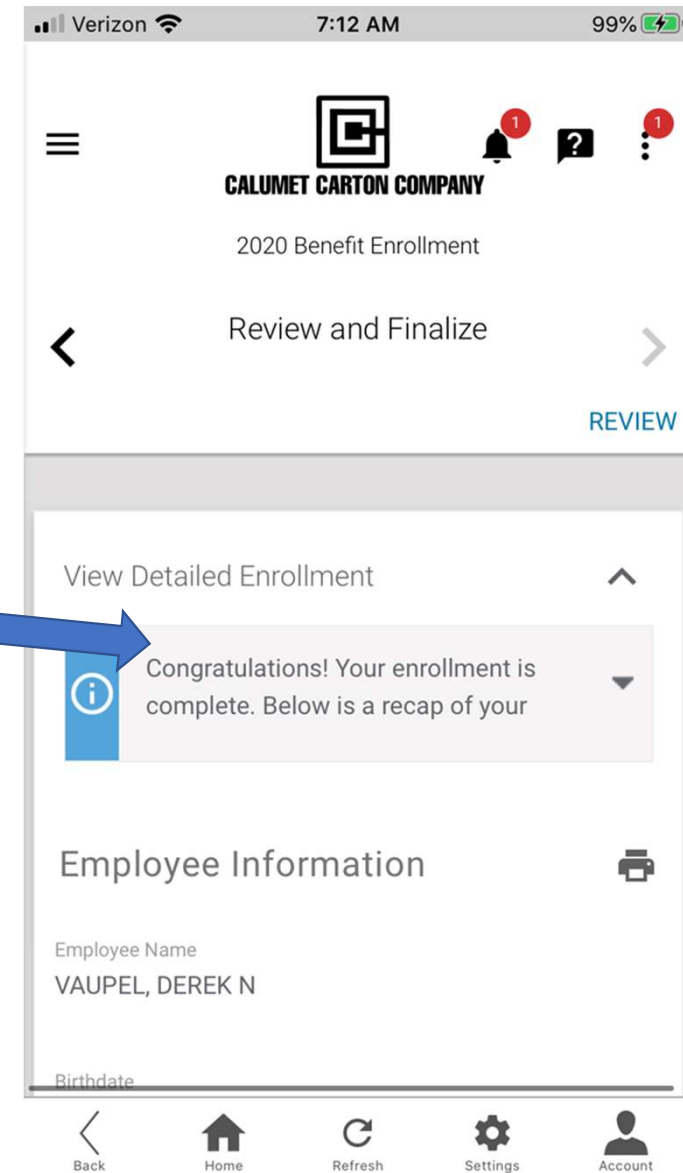 Verizon 7:12 AM 99%
1 ? 1
CALUMET CARTON COMPANY
2020 Benefit Enrollment
Review and Finalize
REVIEW
View Detailed Enrollment
Congratulations! Your enrollment is
complete. Below is a recap of your
Employee Information
Employee Name
VAUPEL, DEREK N
Birthdate
Back Home Refresh Settings Account